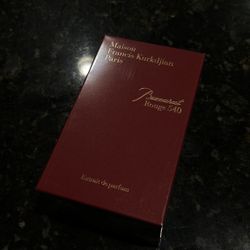 Maison
Francis Kurkdjian
Paris
Baccarat
Rouge 540
Extrait de parfum